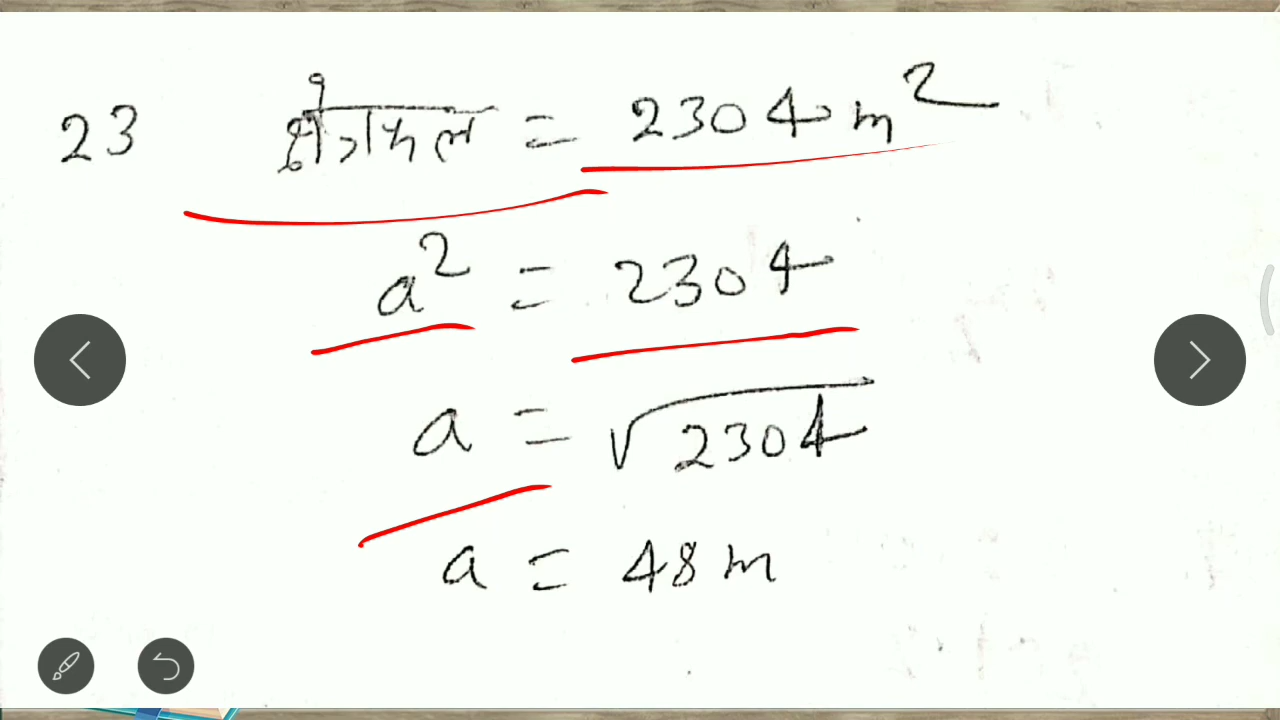 23 क्षेत्रफल = 2304 m²
a² = 2304
a = √2304
a = 48 m